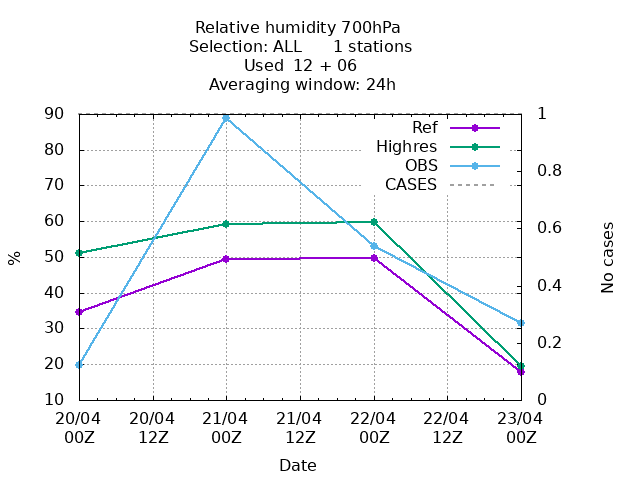 Relative humidity 700hPa
Selection: ALL      1 stations
Used  12 + 06
Averaging window: 24h
90
80
70
60
50
40
30
20
10
%
1
0.8
0.6
0.4
0.2
0
No cases
Ref
Highres
OBS
CASES
20/04 00Z
20/04 12Z
21/04 00Z
21/04 12Z
22/04 00Z
22/04 12Z
23/04 00Z
Date